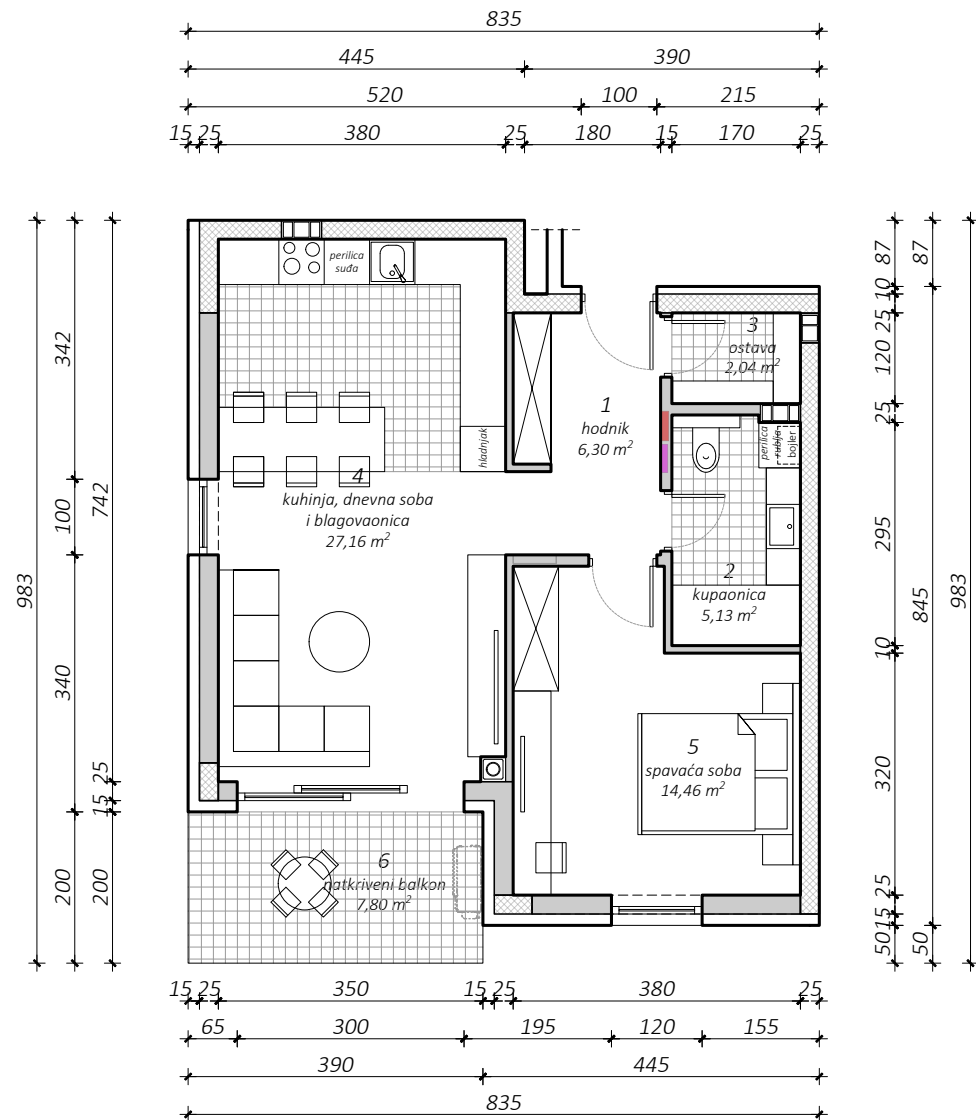 835
445 390
520 100 215
15 25 380 25 180 15 170 25
983
342
100
340
200
742
25
15
200
perilica
suđa
hladnjak
1
hodnik
6,30 m²
3
ostava
2,04 m²
perilica
rublja
bojler
2
kupaonica
5,13 m²
4
kuhinja, dnevna soba
i blagovaonica
27,16 m²
5
spavaća soba
14,46 m²
6
natkriveni balkon
7,80 m²
87
10
25
120
25
295
10
320
25
15
50
87
845
50
983
15 25 350 15 25 380 25
65 300 195 120 155
390 445
835